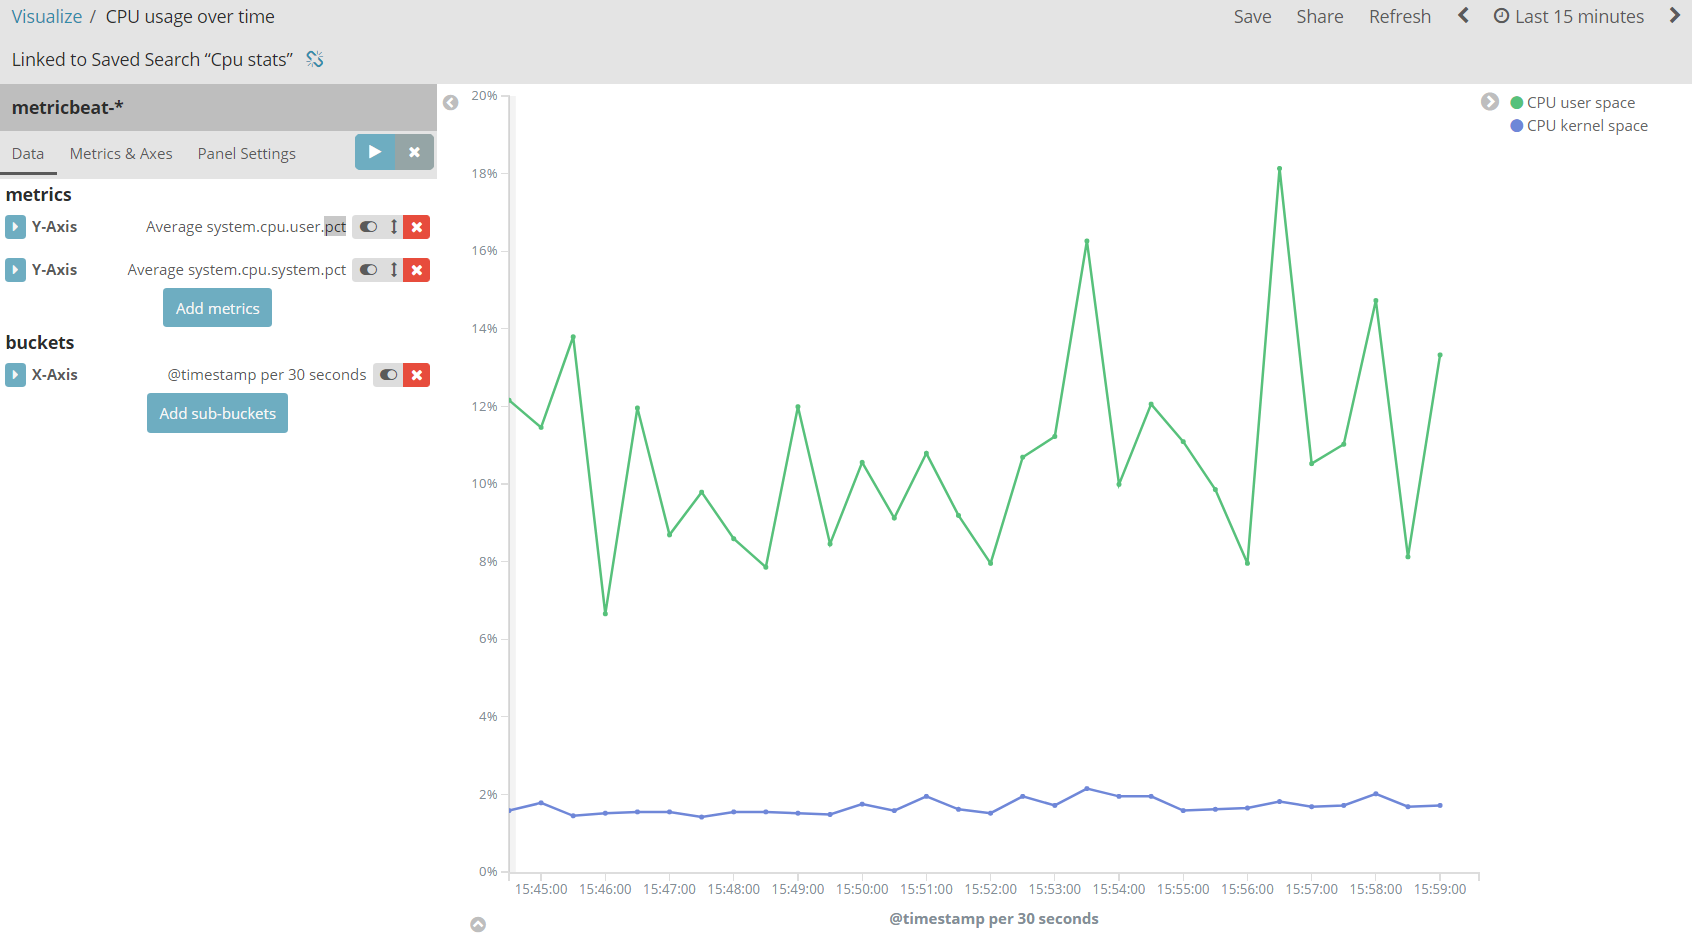 Visualize / CPU usage over time
Save Share Refresh Last 15 minutes
Linked to Saved Search “Cpu stats”
metricbeat-*
Data Metrics & Axes Panel Settings
metrics
Y-Axis Average system.cpu.user.pct
Y-Axis Average system.cpu.system.pct
Add metrics
buckets
X-Axis @timestamp per 30 seconds
Add sub-buckets
20%
18%
16%
14%
12%
10%
8%
6%
4%
2%
0%
15:45:00 15:46:00 15:47:00 15:48:00 15:49:00 15:50:00 15:51:00 15:52:00 15:53:00 15:54:00 15:55:00 15:56:00 15:57:00 15:58:00 15:59:00
@timestamp per 30 seconds
CPU user space
CPU kernel space